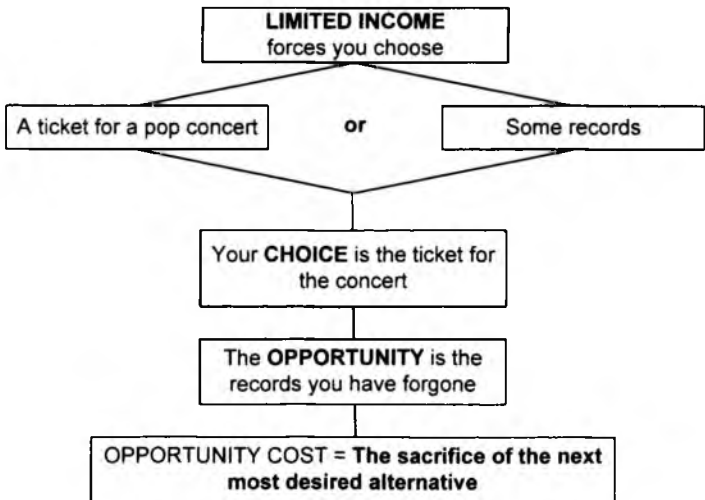 LIMITED INCOME
forces you choose
A ticket for a pop concert
or
Some records
Your CHOICE is the ticket for
the concert
The OPPORTUNITY is the
records you have forgone
OPPORTUNITY COST = The sacrifice of the next
most desired alternative